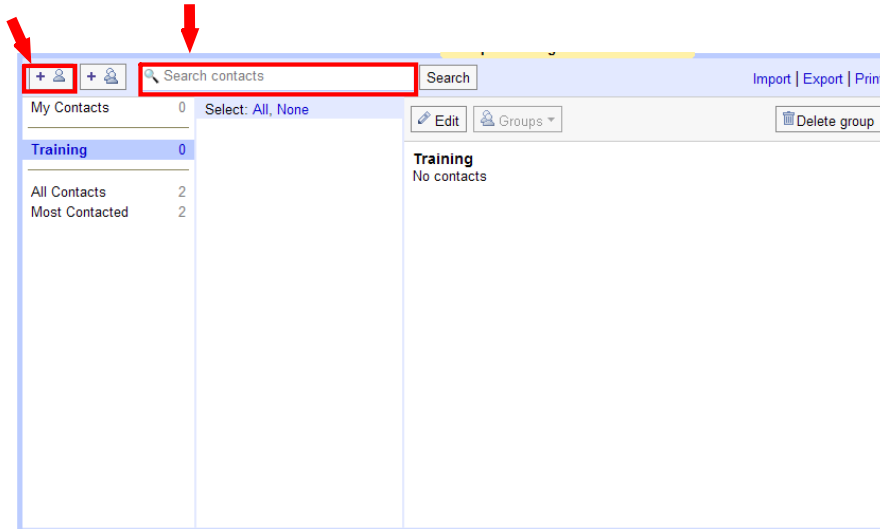 + + Search contacts Search Import | Export | Print
My Contacts 0
Select: All, None
Edit Groups Delete group
Training 0
Training
No contacts
All Contacts 2
Most Contacted 2